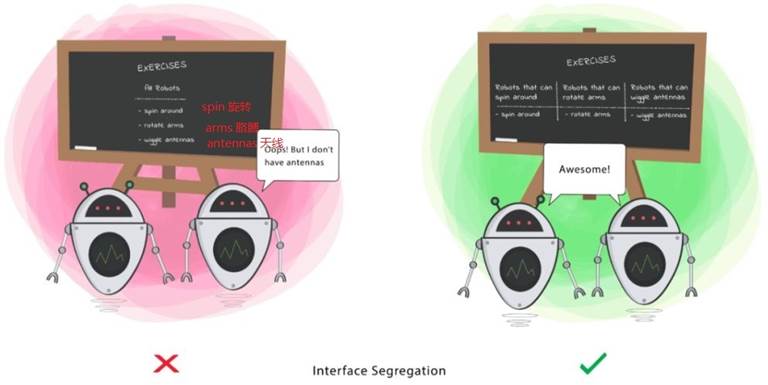 EXERCISES
All Robots
- spin around
- rotate arms
- wiggle antennas
spin 旋转
arms 胳膊
antennas 天线
Oops! But I don't
have antennas
EXERCISES
Robots that can
spin around
- spin around
Robots that can
rotate arms
- rotate arms
Robots that can
wiggle antennas
- wiggle antennas
Awesome!
Interface Segregation